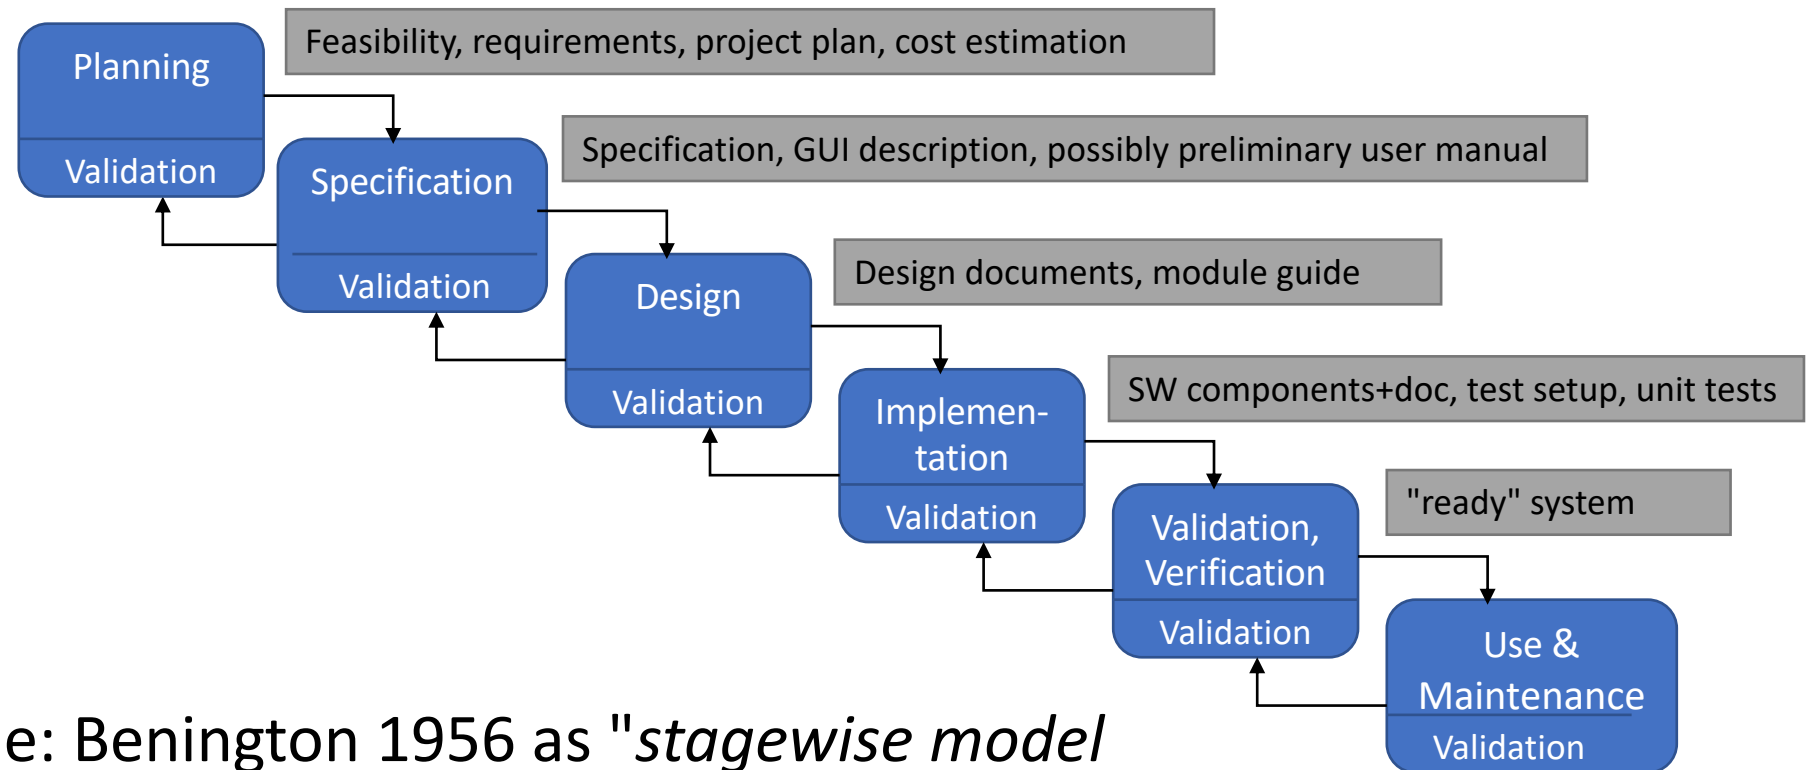 Planning
Validation
Feasibility, requirements, project plan, cost estimation
Specification
Validation
Specification, GUI description, possibly preliminary user manual
Design
Validation
Design documents, module guide
Implemen-
tation
Validation
SW components+doc, test setup, unit tests
Validation,
Verification
Validation
"ready" system
Use &
Maintenance
Validation
e: Benington 1956 as "stagewise model